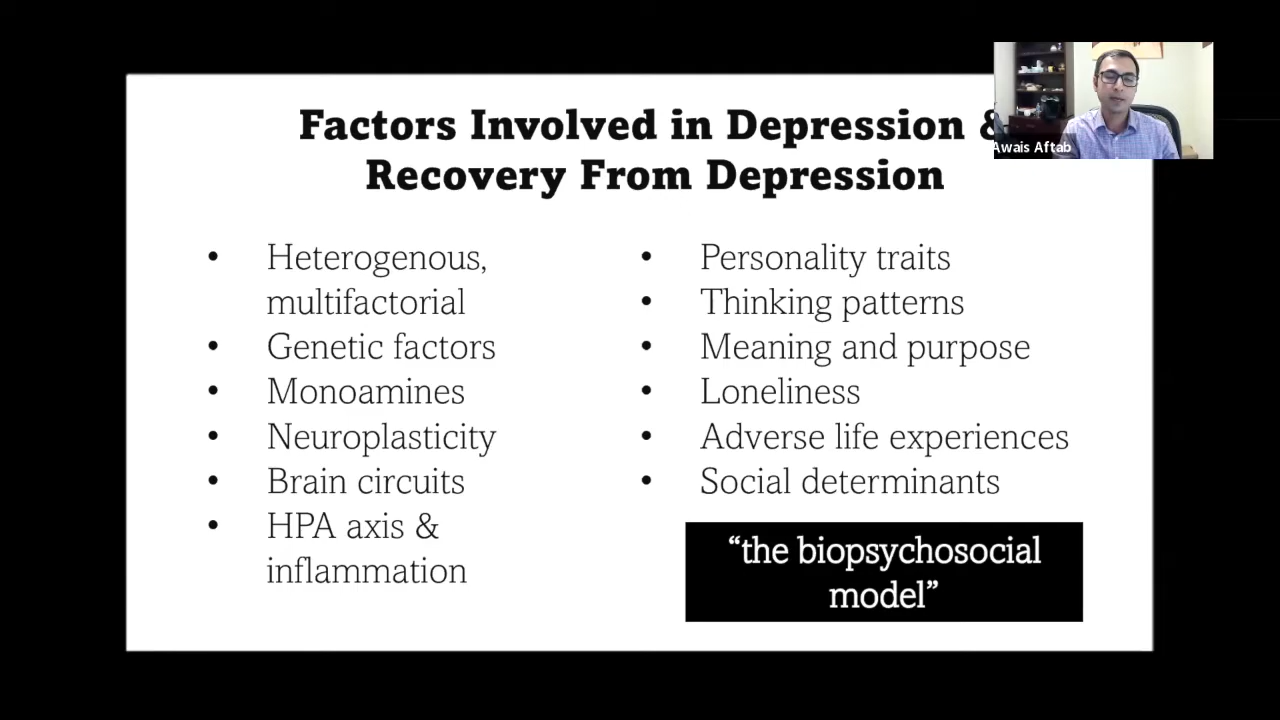 Factors Involved in Depression &
Recovery From Depression
• Heterogenous,
multifactorial
• Genetic factors
• Monoamines
• Neuroplasticity
• Brain circuits
• HPA axis &
inflammation
• Personality traits
• Thinking patterns
• Meaning and purpose
• Loneliness
• Adverse life experiences
• Social determinants
“the biopsychosocial
model”
Awais Aftab